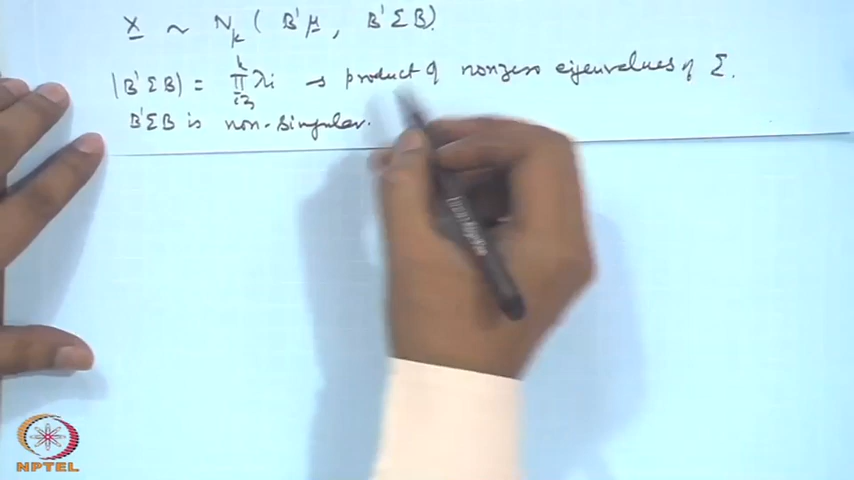 X ~ N_k ( B'μ , B'ΣB )
|B'ΣB| = ∏_{i=1}^{k} λi → product of nonzero eigenvalues of Σ.
B'ΣB is non-singular.
NPTEL